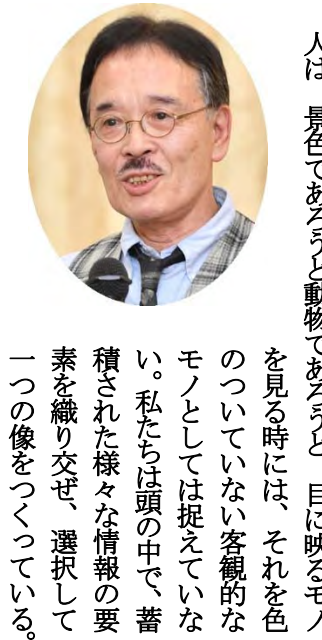 人は、景色であろうと動物であろうと、目に映るモノ
を見る時には、それを色
のついていない客観的な
モノとしては捉えていな
い。私たちは頭の中で、蓄
積された様々な情報の要
素を織り交ぜ、選択して
一つの像をつくっている。